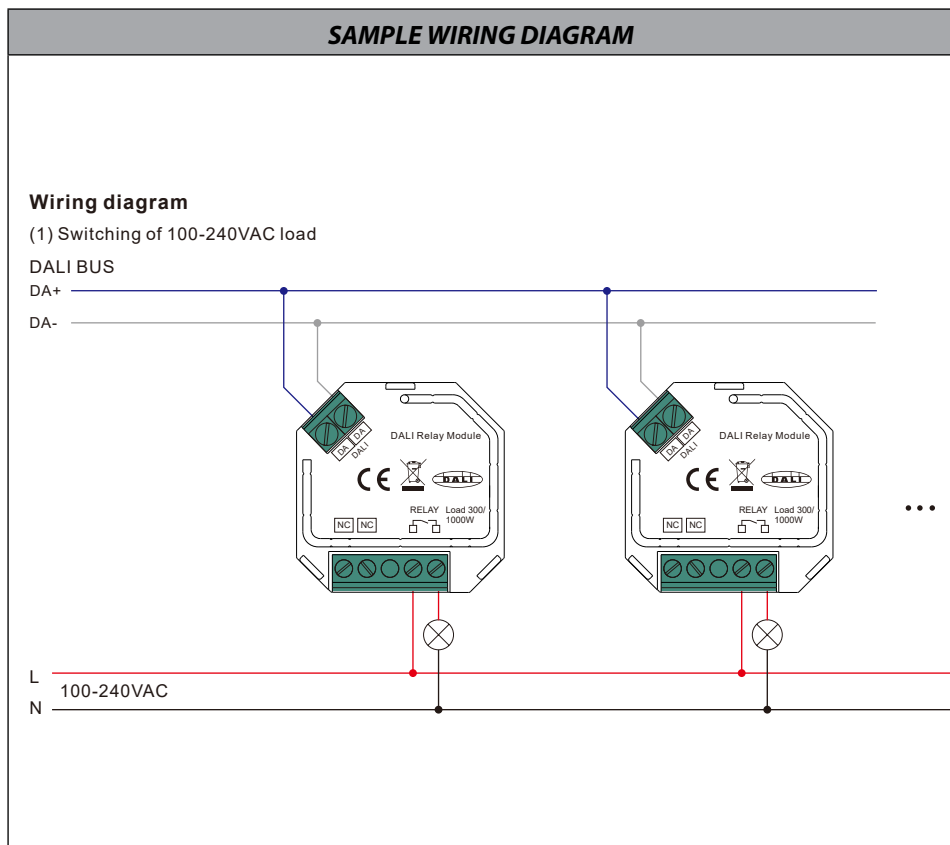 SAMPLE WIRING DIAGRAM
Wiring diagram
(1) Switching of 100-240VAC load
DALI BUS
DA+
DA-
DA DA
DALI
DALI Relay Module
CE
DALI
NC NC
RELAY
Load 300/
1000W
DA DA
DALI
DALI Relay Module
CE
DALI
NC NC
RELAY
Load 300/
1000W
...
L
100-240VAC
N